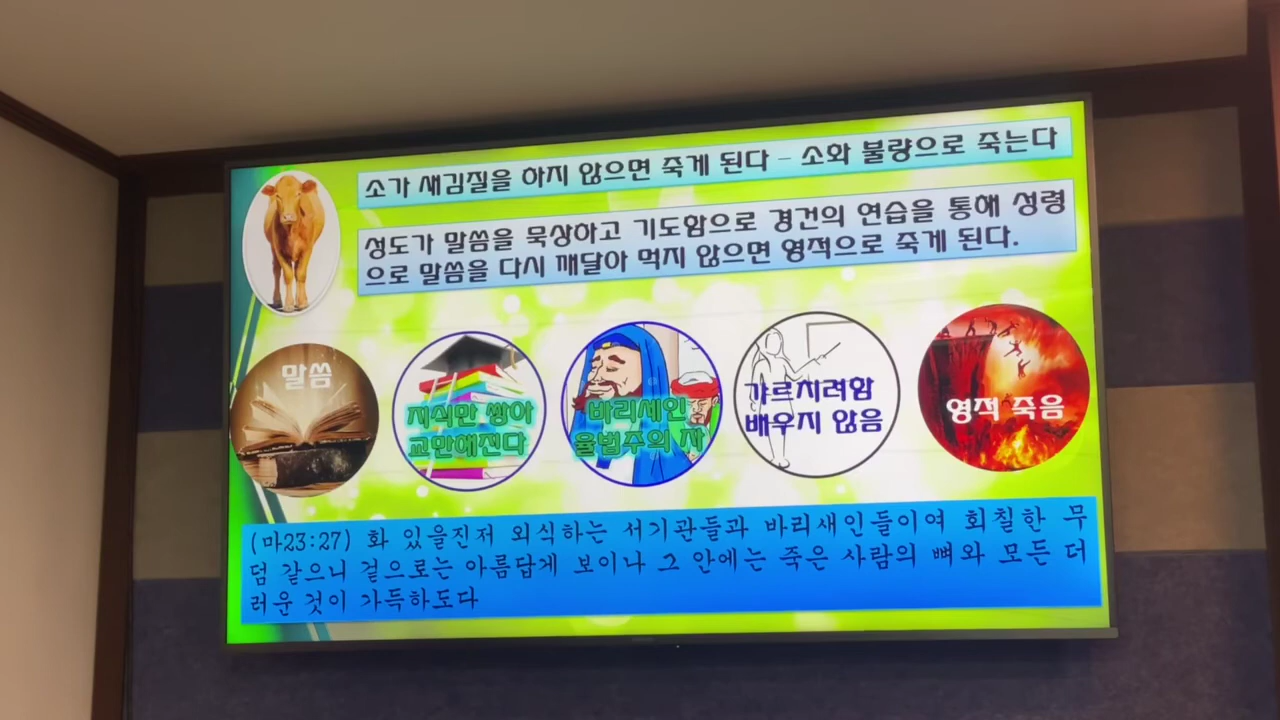 소가 새김질을 하지 않으면 죽게 된다 - 소화 불량으로 죽는다
성도가 말씀을 묵상하고 기도함으로 경건의 연습을 통해 성령
으로 말씀을 다시 깨달아 먹지 않으면 영적으로 죽게 된다.
말씀
지식만 쌓아
교만해진다
바리세인
율법주의 자
가르치려함
배우지 않음
영적 죽음
(마23:27) 화 있을진저 외식하는 서기관들과 바리새인들이여 회칠한 무
덤 같으니 겉으로는 아름답게 보이나 그 안에는 죽은 사람의 뼈와 모든 더
러운 것이 가득하도다